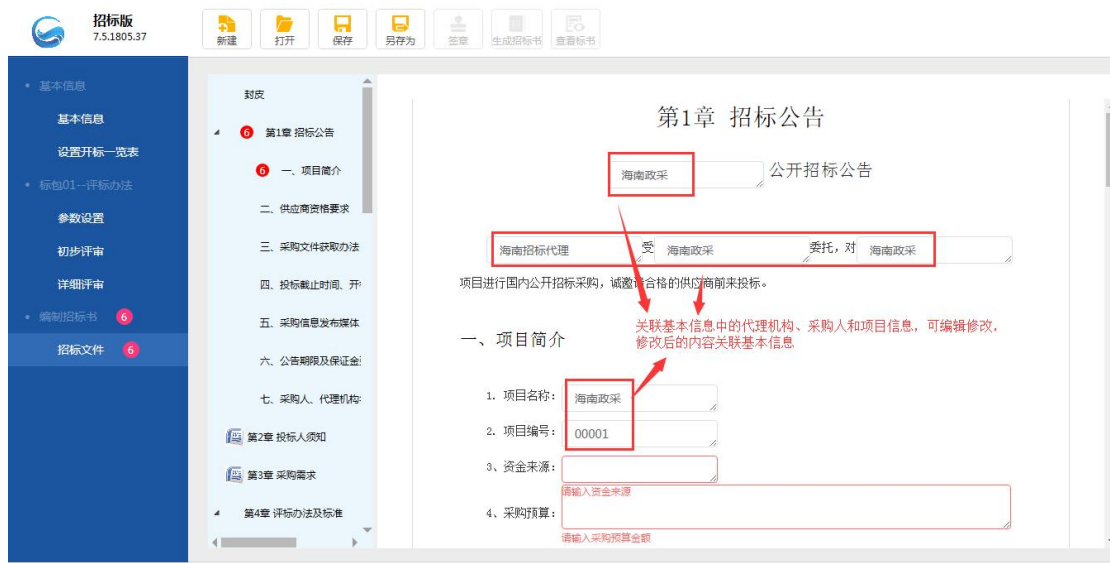 招标版
7.5.1805.37
新建
打开
保存
另存为
签章
生成招标书
查看标书
基本信息
基本信息
设置开标一览表
标包01--评标办法
参数设置
初步评审
详细评审
编制招标书 6
招标文件 6
封皮
6 第1章 招标公告
6 一、项目简介
二、供应商资格要求
三、采购文件获取办法
四、投标截止时间、开
五、采购信息发布媒体
六、公告期限及保证金
七、采购人、代理机构
第2章 投标人须知
第3章 采购需求
第4章 评标办法及标准
第1章 招标公告
海南政采 公开招标公告
海南招标代理 受 海南政采 委托，对 海南政采
项目进行国内公开招标采购，诚邀请合格的供应商前来投标。
关联基本信息中的代理机构、采购人和项目信息，可编辑修改，
修改后的内容关联基本信息
一、项目简介
1. 项目名称： 海南政采
2. 项目编号： 00001
3、资金来源：
请输入资金来源
4、采购预算：
请输入采购预算金额